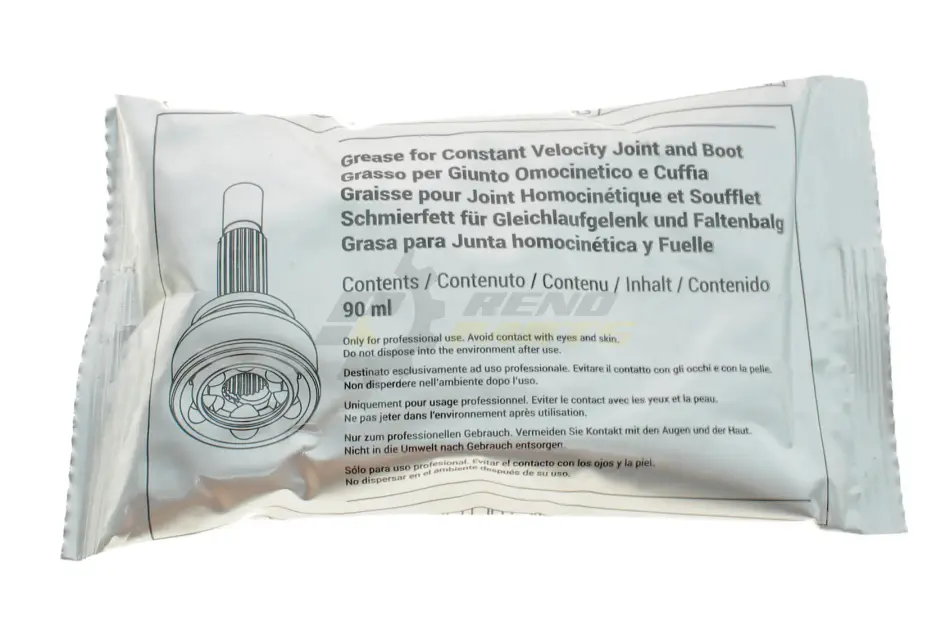 Grease for Constant Velocity Joint and Boot
Grasso per Giunto Omocinetico e Cuffia
Graisse pour Joint Homocinétique et Soufflet
Schmierfett für Gleichlaufgelenk und Faltenbalg
Grasa para Junta homocinética y Fuelle
Contents / Contenuto / Contenu / Inhalt / Contenido
90 ml
RENO
PARTS
Only for professional use. Avoid contact with eyes and skin.
Do not dispose into the environment after use.
Destinato esclusivamente ad uso professionale. Evitare il contatto con gli occhi e con la pelle.
Non disperdere nell'ambiente dopo l'uso.
Uniquement pour usage professionnel. Eviter le contact avec les yeux et la peau.
Ne pas jeter dans l'environnement après utilisation.
Nur zum professionellen Gebrauch. Vermeiden Sie Kontakt mit den Augen und der Haut.
Nicht in die Umwelt nach Gebrauch entsorgen.
Sólo para uso profesional. Evitar el contacto con los ojos y la piel.
No dispersar en el ambiente después de su uso.